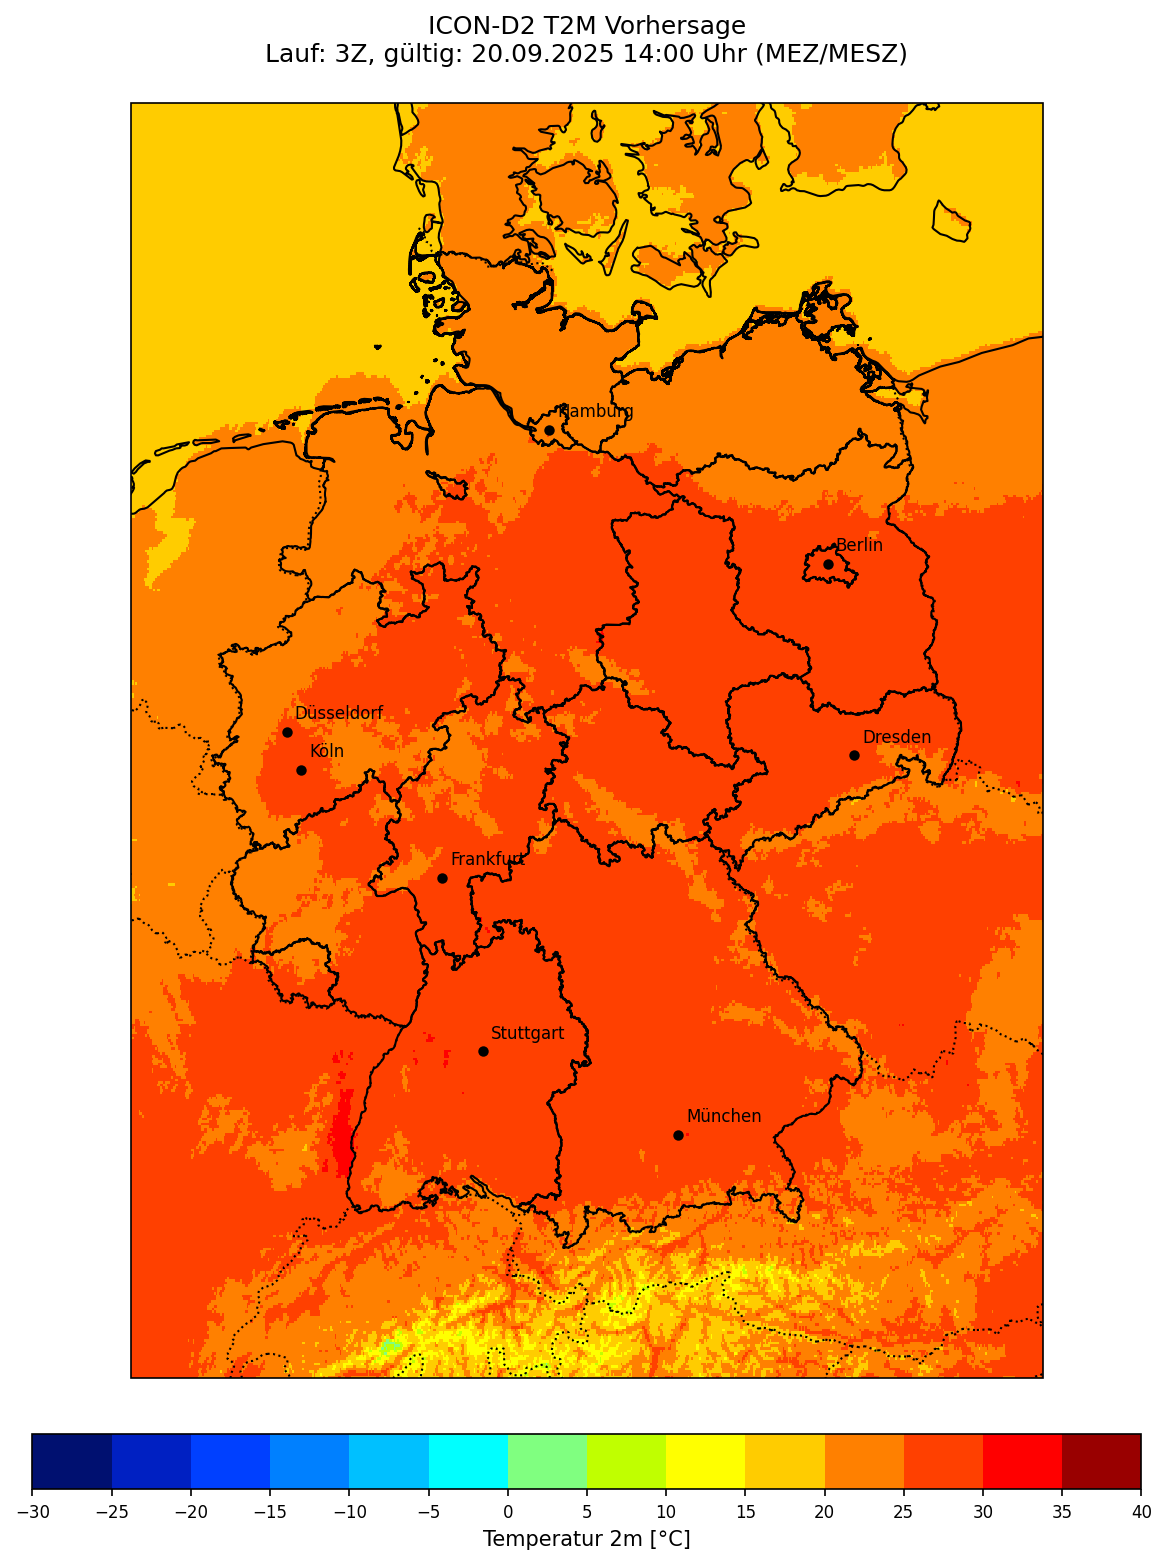 ICON-D2 T2M Vorhersage
Lauf: 3Z, gültig: 20.09.2025 14:00 Uhr (MEZ/MESZ)
Hamburg
Berlin
Düsseldorf
Dresden
Köln
Frankfurt
Stuttgart
München
−30 −25 −20 −15 −10 −5 0 5 10 15 20 25 30 35 40
Temperatur 2m [°C]